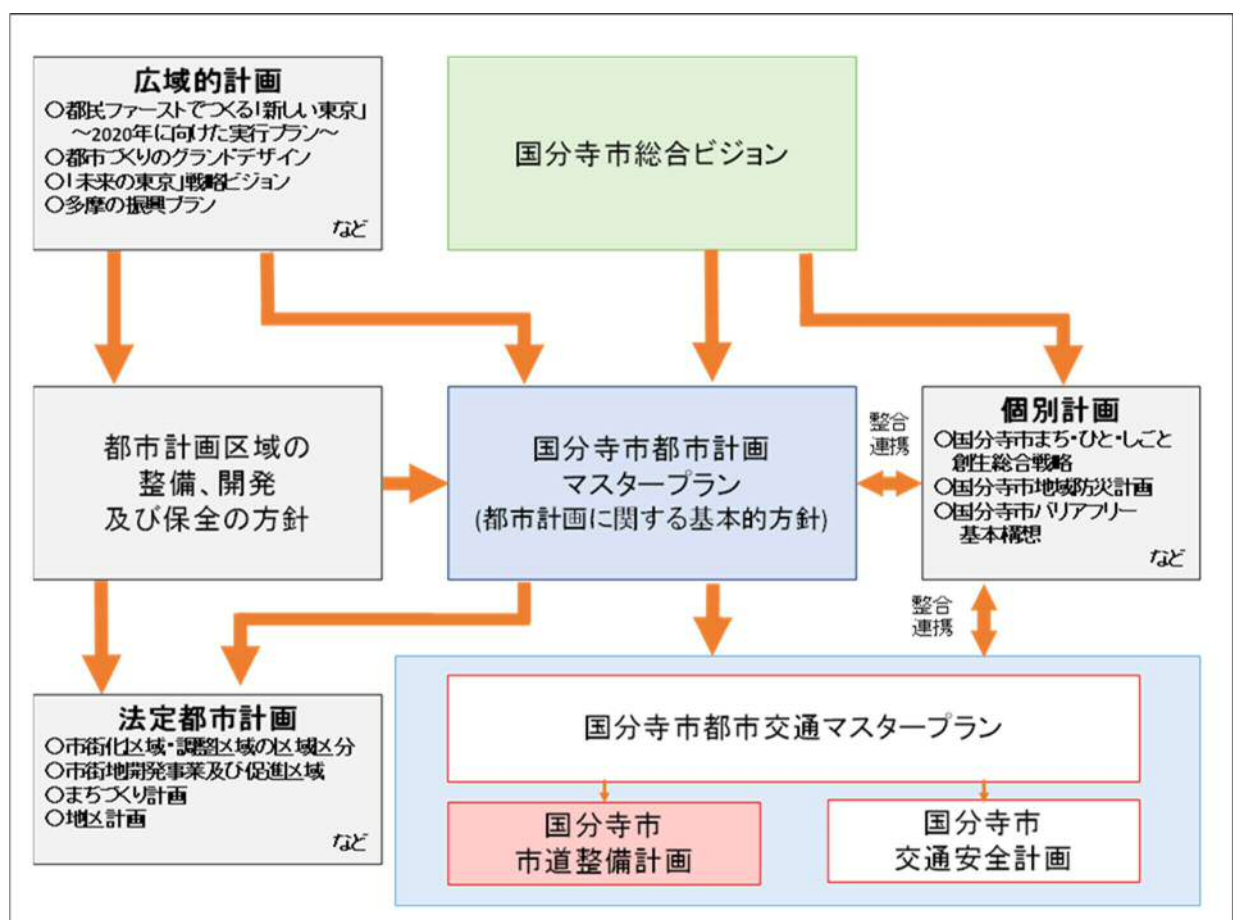 広域的計画
○都民ファーストでつくる「新しい東京」
～2020年に向けた実行プラン～
○都市づくりのグランドデザイン
○「未来の東京」戦略ビジョン
○多摩の振興プラン
など
国分寺市総合ビジョン
都市計画区域の
整備、開発
及び保全の方針
国分寺市都市計画
マスタープラン
(都市計画に関する基本的方針)
整合
連携
個別計画
○国分寺市まち・ひと・しごと
創生総合戦略
○国分寺市地域防災計画
○国分寺市バリアフリー
基本構想
など
整合
連携
法定都市計画
○市街化区域・調整区域の区域区分
○市街地開発事業及び促進区域
○まちづくり計画
○地区計画
など
国分寺市都市交通マスタープラン
国分寺市
市道整備計画
国分寺市
交通安全計画